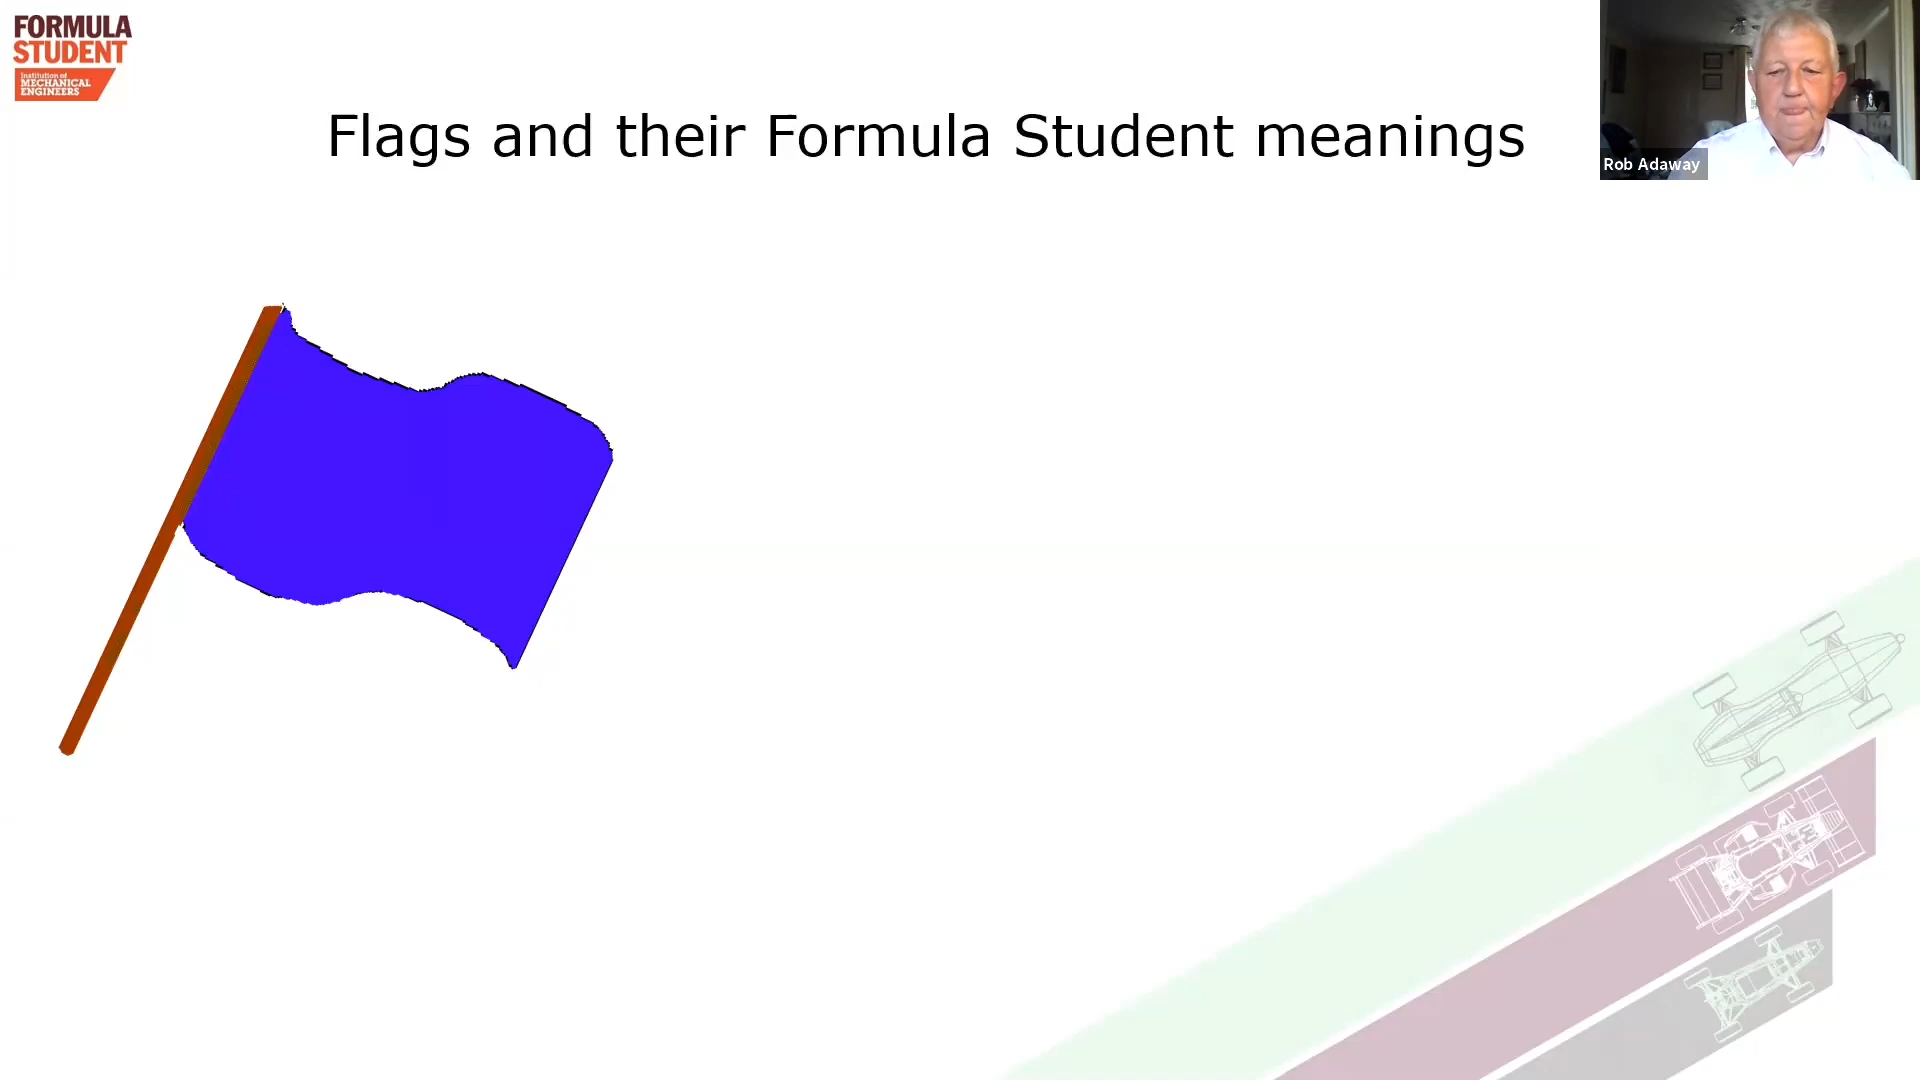 FORMULA
STUDENT
Institution of
MECHANICAL
ENGINEERS
Flags and their Formula Student meanings
Rob Adaway